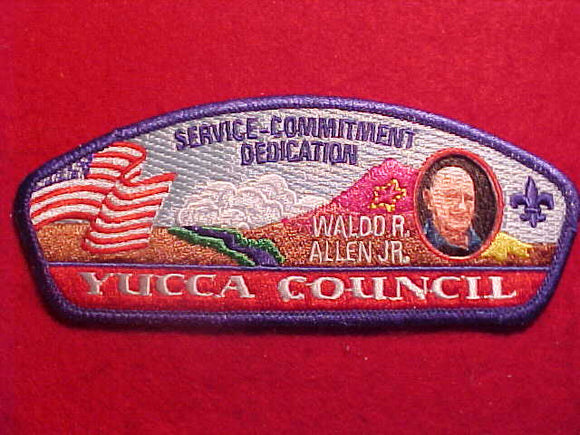 SERVICE-COMMITMENT
DEDICATION
WALDO R.
ALLEN JR.
YUCCA COUNCIL